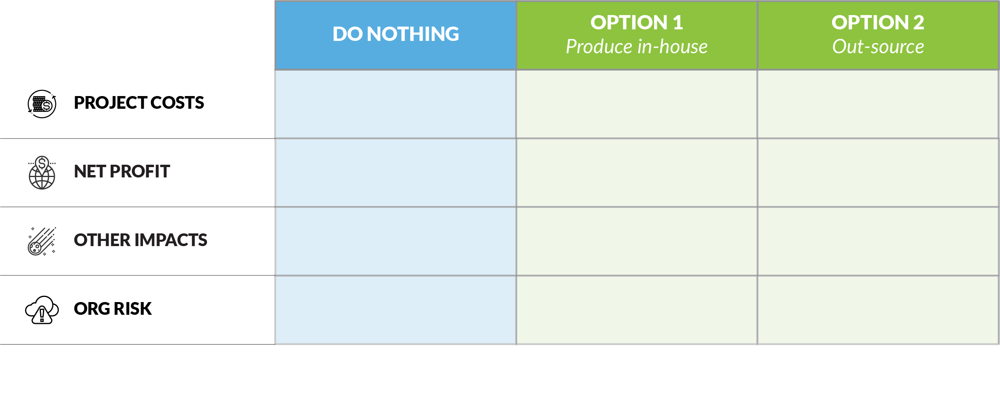 DO NOTHING
OPTION 1
Produce in-house
OPTION 2
Out-source
PROJECT COSTS
NET PROFIT
OTHER IMPACTS
ORG RISK